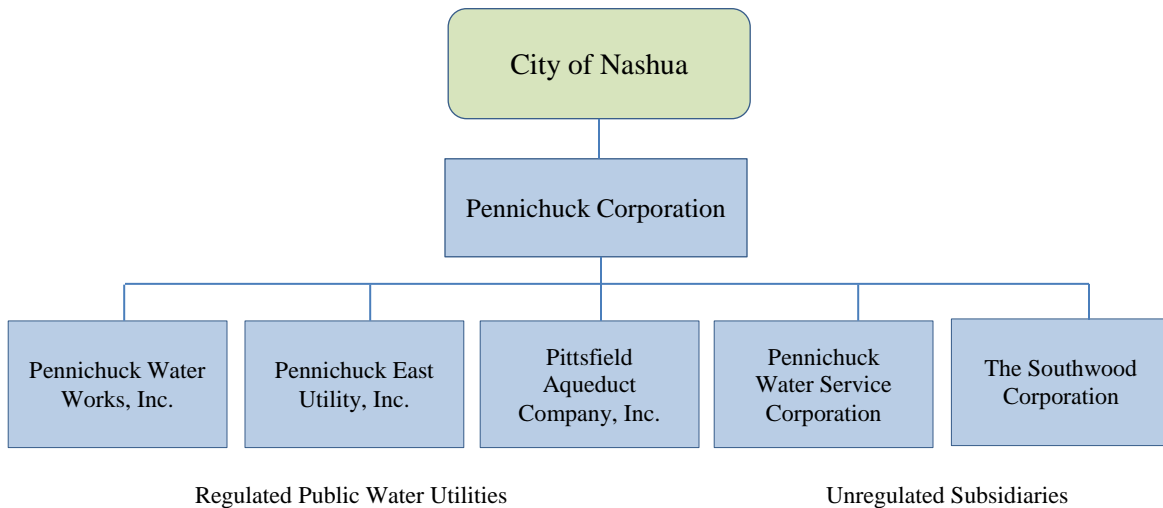 City of Nashua
Pennichuck Corporation
Pennichuck Water
Works, Inc.
Pennichuck East
Utility, Inc.
Pittsfield
Aqueduct
Company, Inc.
Pennichuck
Water Service
Corporation
The Southwood
Corporation
Regulated Public Water Utilities
Unregulated Subsidiaries